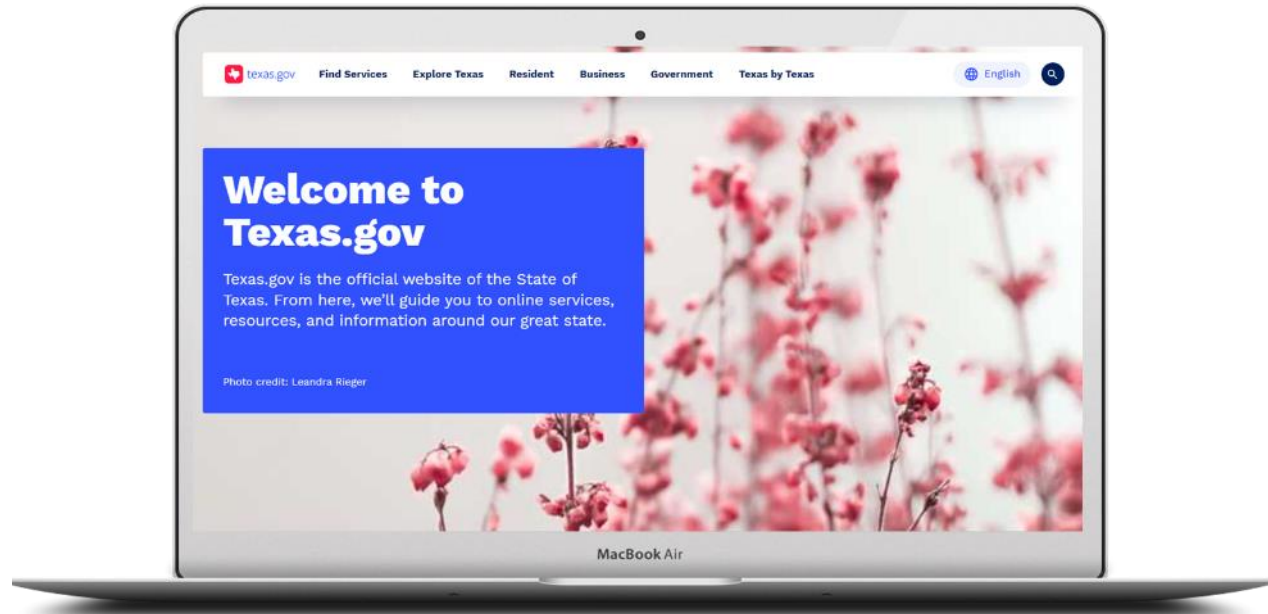 texas.gov Find Services Explore Texas Resident Business Government Texas by Texas English
Welcome to
Texas.gov
Texas.gov is the official website of the State of
Texas. From here, we'll guide you to online services,
resources, and information around our great state.
Photo credit: Leandra Rieger
MacBook Air